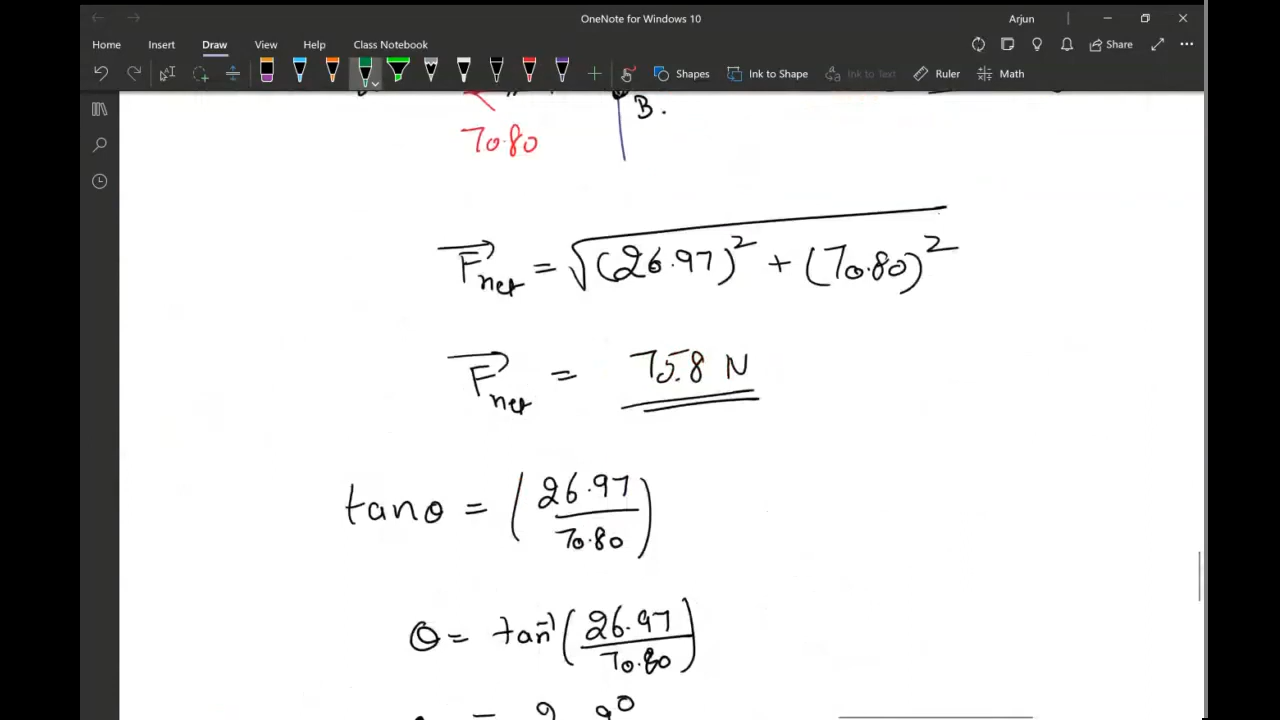 OneNote for Windows 10
Arjun
Home Insert Draw View Help Class Notebook
Share
Shapes Ink to Shape Ink to Text Ruler Math
B.
70.80
F⃗net = √(26.97)² + (70.80)²
F⃗net = 75.8 N
tanθ = (26.97/70.80)
θ = tan⁻¹(26.97/70.80)